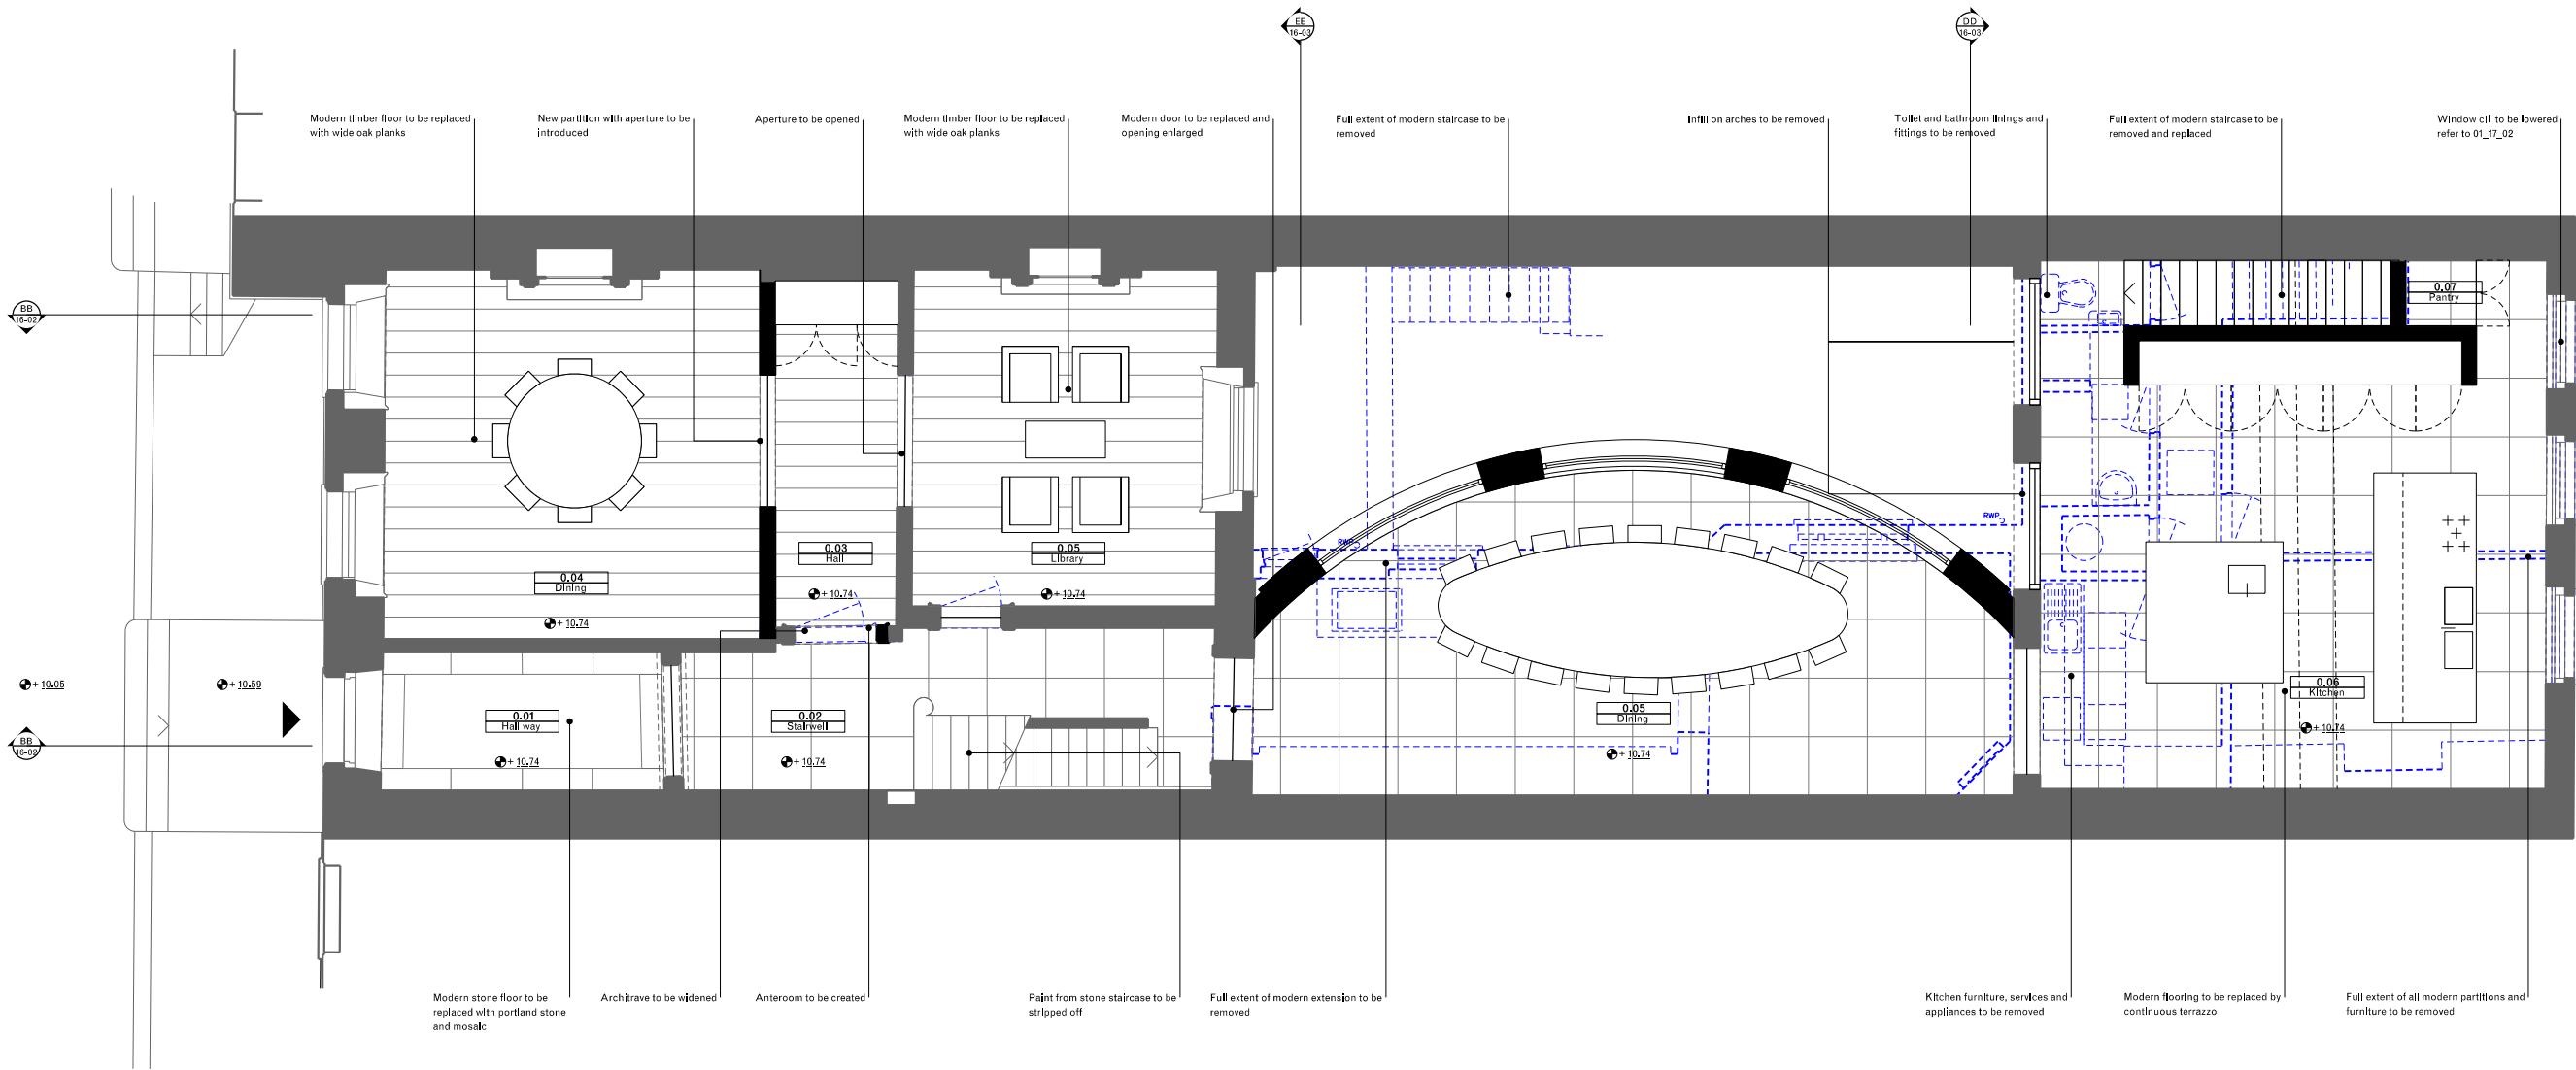 EE
16-03
DD
16-03
Modern timber floor to be replaced
with wide oak planks
New partition with aperture to be
introduced
Aperture to be opened
Modern timber floor to be replaced
with wide oak planks
Modern door to be replaced and
opening enlarged
Full extent of modern staircase to be
removed
Infill on arches to be removed
Toilet and bathroom linings and
fittings to be removed
Full extent of modern staircase to be
removed and replaced
Window cill to be lowered
refer to 01_17_02
BB
16-02
0.07
Pantry
RWP
RWP
0.03
Hall
+ 10.74
0.05
Library
+ 10.74
0.04
Dining
+ 10.74
+ 10.05
+ 10.59
0.01
Hall way
+ 10.74
0.02
Stairwell
+ 10.74
0.05
Dining
+ 10.74
0.06
Kitchen
+ 10.74
BB
16-02
Modern stone floor to be
replaced with portland stone
and mosaic
Architrave to be widened
Anteroom to be created
Paint from stone staircase to be
stripped off
Full extent of modern extension to be
removed
Kitchen furniture, services and
appliances to be removed
Modern flooring to be replaced by
continuous terrazzo
Full extent of all modern partitions and
furniture to be removed